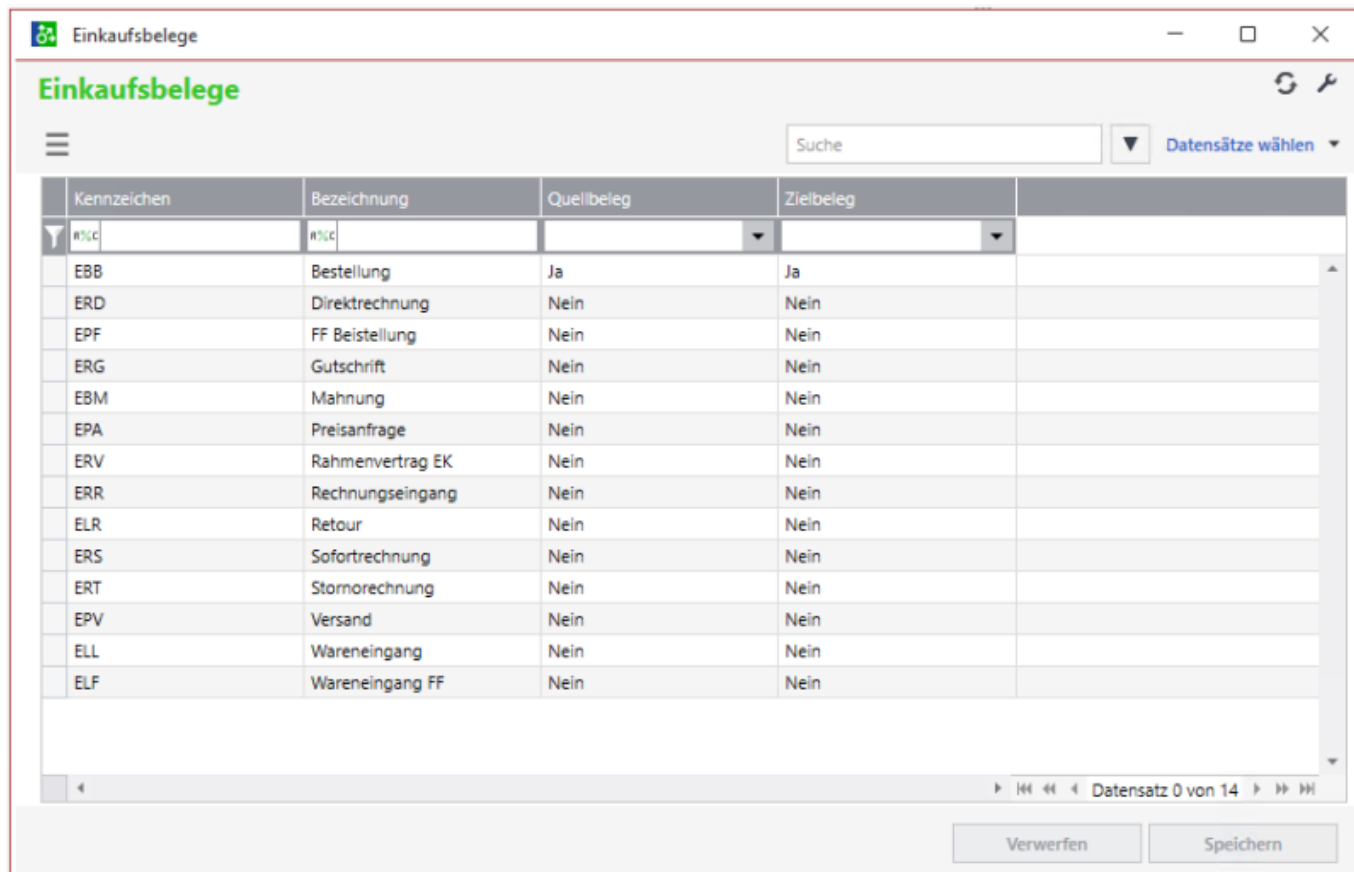 Einkaufsbelege
Einkaufsbelege
Suche
Datensätze wählen
Kennzeichen Bezeichnung Quellbeleg Zielbeleg
EBB Bestellung Ja Ja
ERD Direktrechnung Nein Nein
EPF FF Beistellung Nein Nein
ERG Gutschrift Nein Nein
EBM Mahnung Nein Nein
EPA Preisanfrage Nein Nein
ERV Rahmenvertrag EK Nein Nein
ERR Rechnungseingang Nein Nein
ELR Retour Nein Nein
ERS Sofortrechnung Nein Nein
ERT Stornorechnung Nein Nein
EPV Versand Nein Nein
ELL Wareneingang Nein Nein
ELF Wareneingang FF Nein Nein
Datensatz 0 von 14
Verwerfen Speichern